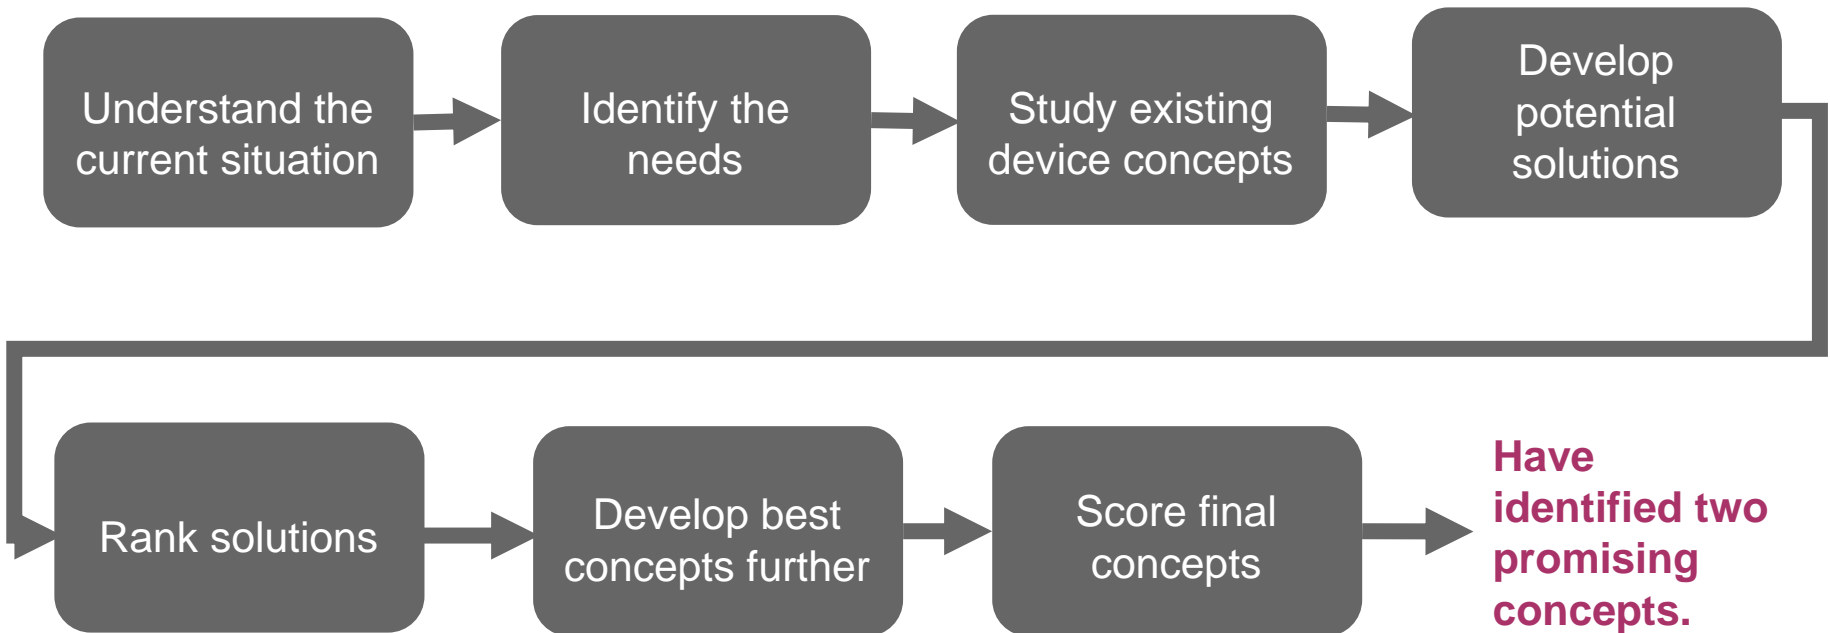 Understand the
current situation
Identify the
needs
Study existing
device concepts
Develop
potential
solutions
Rank solutions
Develop best
concepts further
Score final
concepts
Have
identified two
promising
concepts.